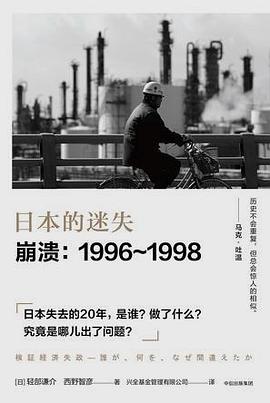 日本的迷失
崩溃：1996~1998
历史不会重复，但总会惊人的相似。
——马克·吐温
日本失去的20年，是谁？做了什么？
究竟是哪儿出了问题？
検証経済失政—誰が、何を、なぜ間違えたか
[日] 轻部谦介 西野智彦 —— 著 兴全基金管理有限公司 —— 译 中信出版集团